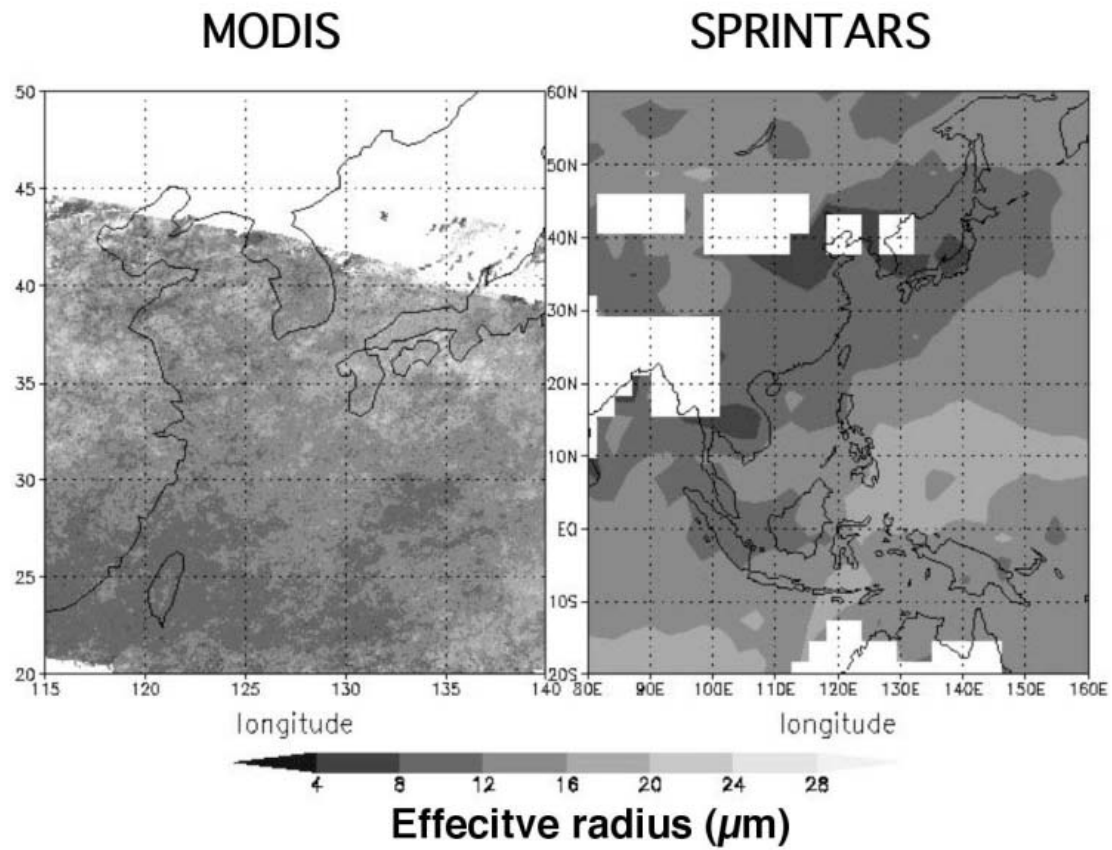 MODIS
SPRINTARS
50
45
40
35
30
25
20
115 120 125 130 135 140
longitude
60N
50N
40N
30N
20N
10N
EQ
10S
20S
80E 90E 100E 110E 120E 130E 140E 150E 160E
longitude
4 8 12 16 20 24 28
Effecitve radius (µm)